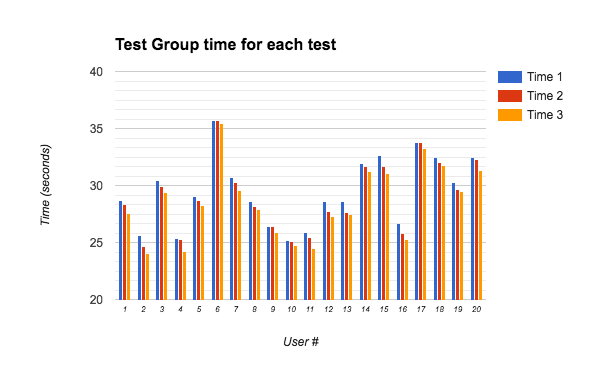 Test Group time for each test
40
35
30
25
20
Time (seconds)
1 2 3 4 5 6 7 8 9 10 11 12 13 14 15 16 17 18 19 20
User #
Time 1
Time 2
Time 3